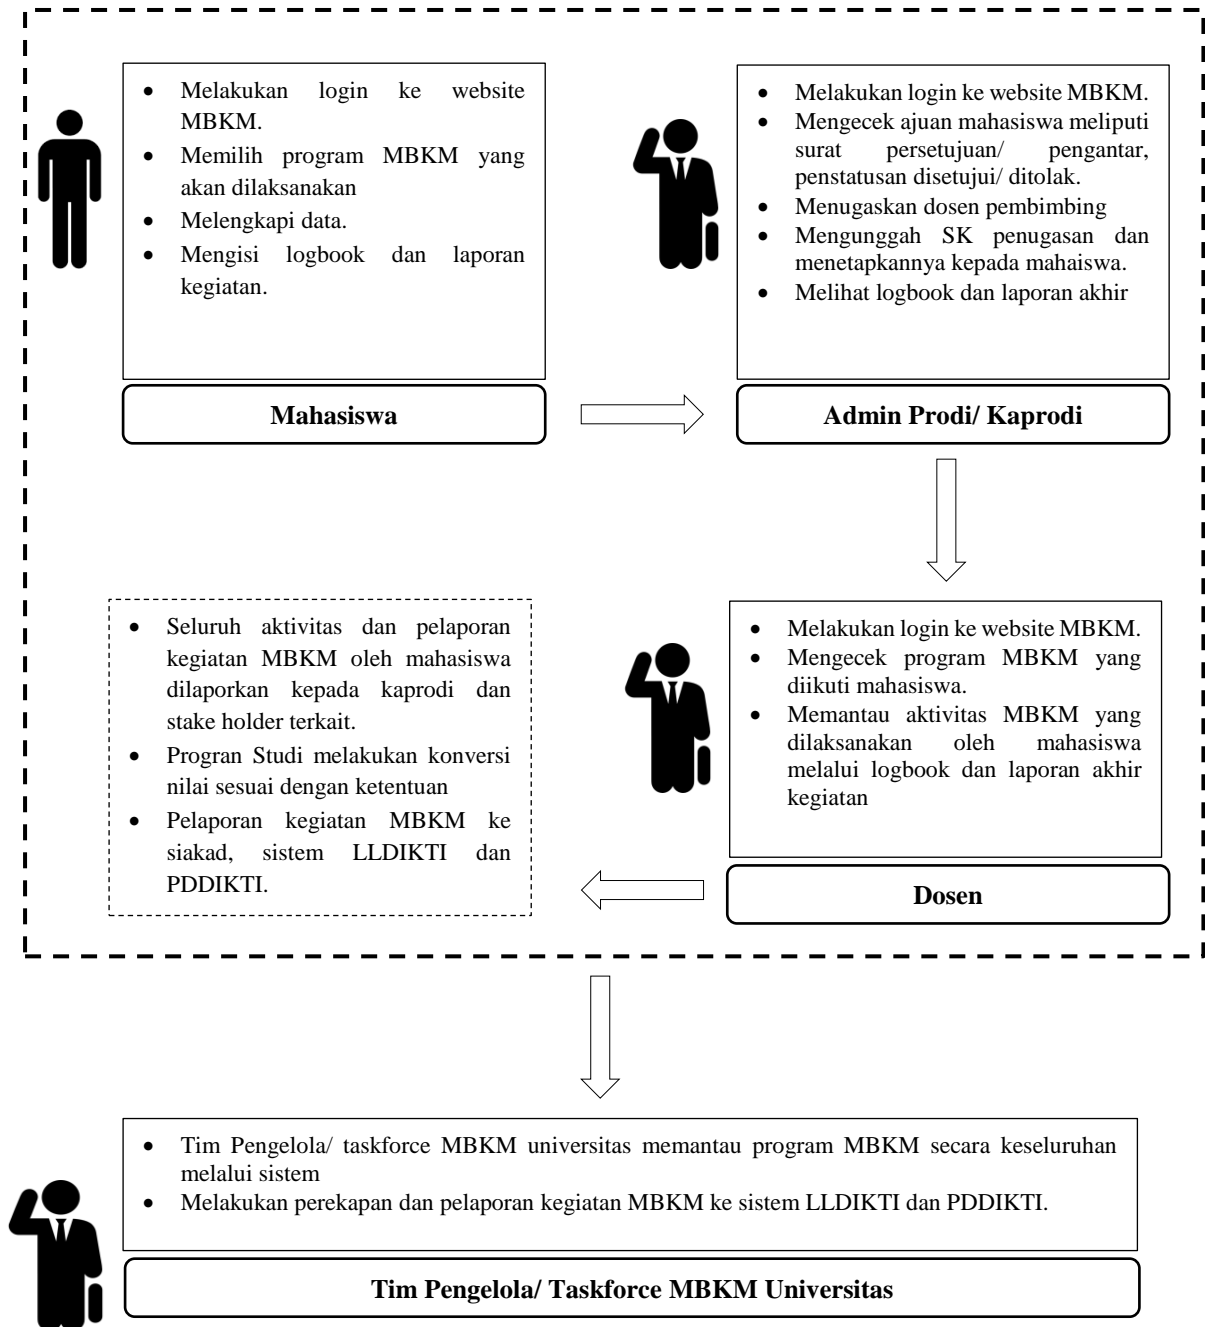 • Melakukan login ke website
MBKM.
• Memilih program MBKM yang
akan dilaksanakan
• Melengkapi data.
• Mengisi logbook dan laporan
kegiatan.
Mahasiswa
• Melakukan login ke website MBKM.
• Mengecek ajuan mahasiswa meliputi
surat persetujuan/ pengantar,
penstatusan disetujui/ ditolak.
• Menugaskan dosen pembimbing
• Mengunggah SK penugasan dan
menetapkannya kepada mahaiswa.
• Melihat logbook dan laporan akhir
Admin Prodi/ Kaprodi
• Melakukan login ke website MBKM.
• Mengecek program MBKM yang
diikuti mahasiswa.
• Memantau aktivitas MBKM yang
dilaksanakan oleh mahasiswa
melalui logbook dan laporan akhir
kegiatan
Dosen
• Seluruh aktivitas dan pelaporan
kegiatan MBKM oleh mahasiswa
dilaporkan kepada kaprodi dan
stake holder terkait.
• Progran Studi melakukan konversi
nilai sesuai dengan ketentuan
• Pelaporan kegiatan MBKM ke
siakad, sistem LLDIKTI dan
PDDIKTI.
• Tim Pengelola/ taskforce MBKM universitas memantau program MBKM secara keseluruhan
melalui sistem
• Melakukan perekapan dan pelaporan kegiatan MBKM ke sistem LLDIKTI dan PDDIKTI.
Tim Pengelola/ Taskforce MBKM Universitas